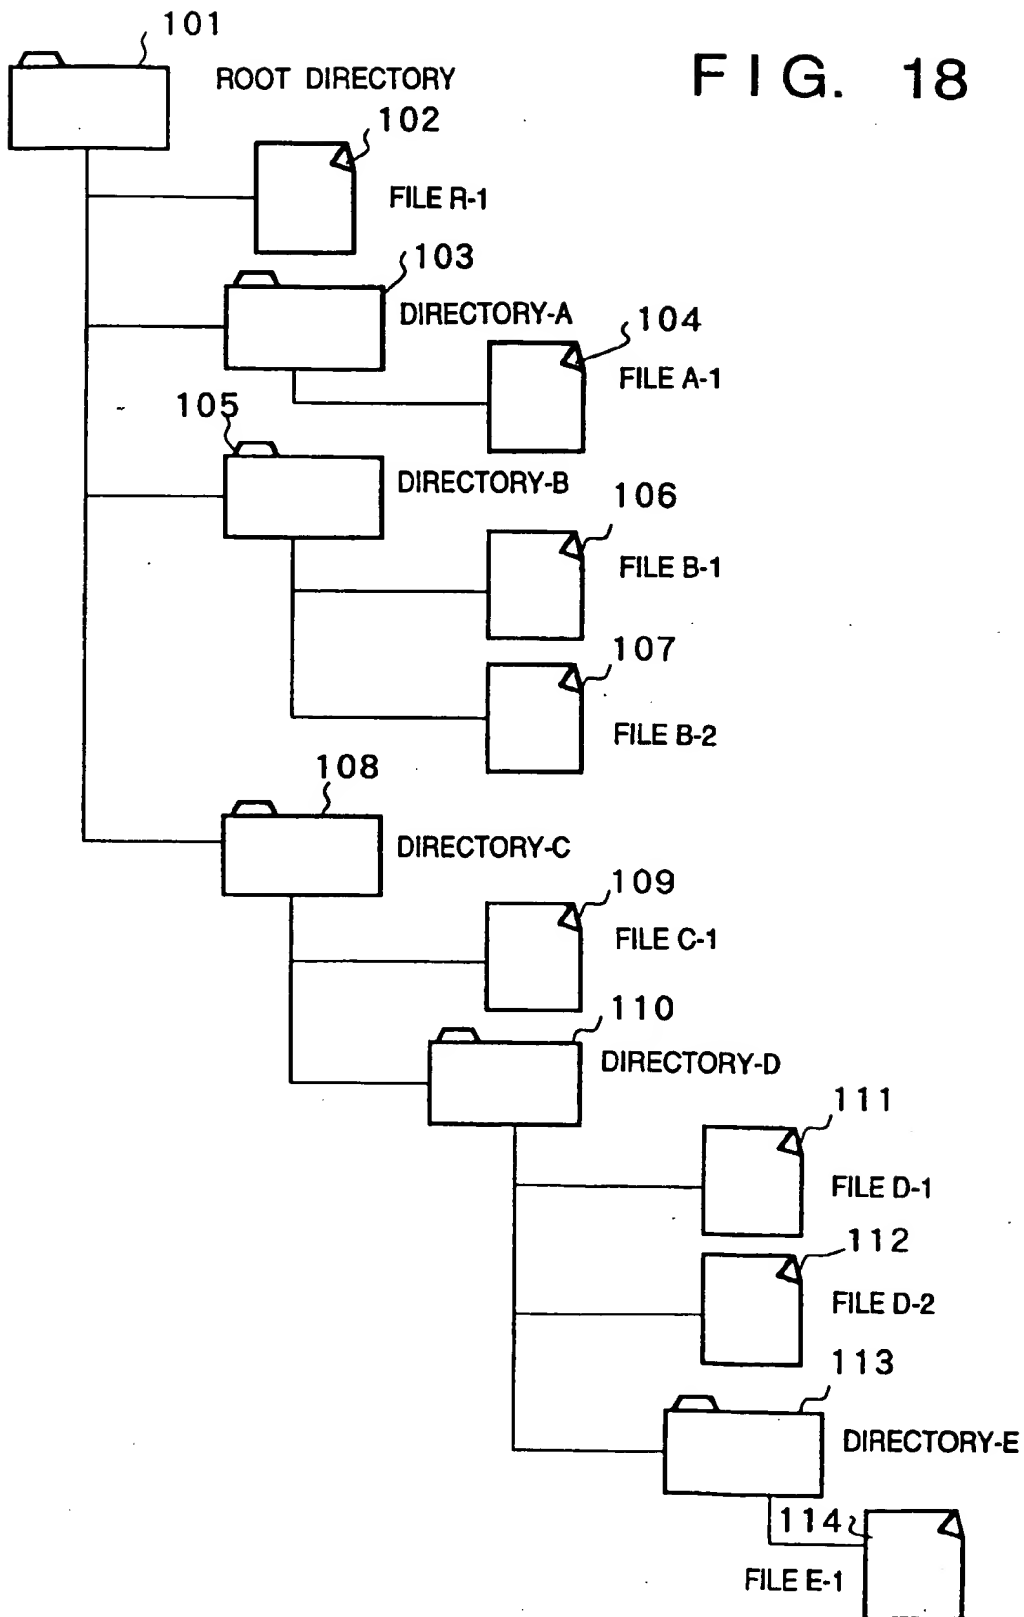 101
ROOT DIRECTORY
FIG. 18
102
FILE R-1
103
DIRECTORY-A
104
FILE A-1
105
DIRECTORY-B
106
FILE B-1
107
FILE B-2
108
DIRECTORY-C
109
FILE C-1
110
DIRECTORY-D
111
FILE D-1
112
FILE D-2
113
DIRECTORY-E
114
FILE E-1